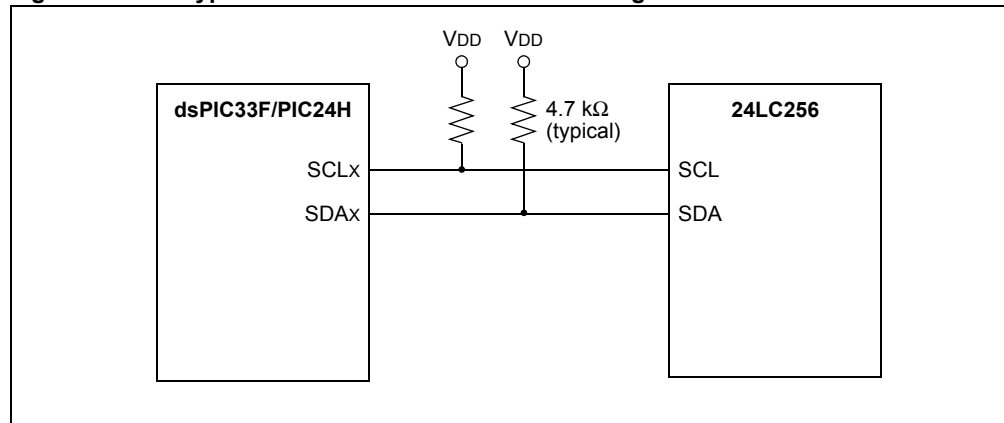 VDD VDD
dsPIC33F/PIC24H
4.7 kΩ
(typical)
24LC256
SCLx
SCL
SDAx
SDA